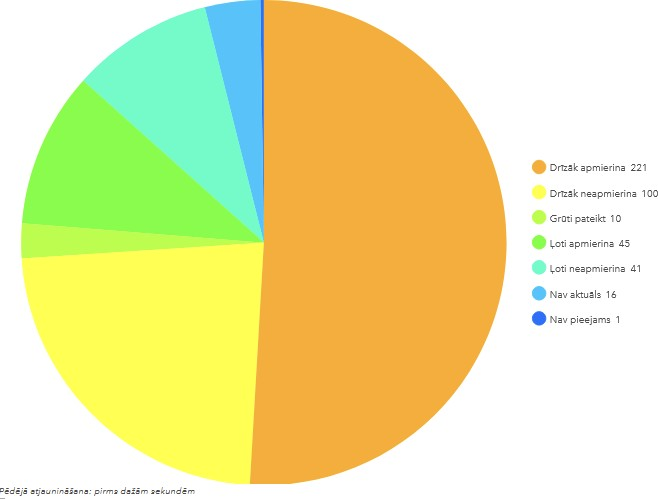 Drīzāk apmierina 221
Drīzāk neapmierina 100
Grūti pateikt 10
Ļoti apmierina 45
Ļoti neapmierina 41
Nav aktuāls 16
Nav pieejams 1
Pēdējā atjaunināšana: pirms dažām sekundēm